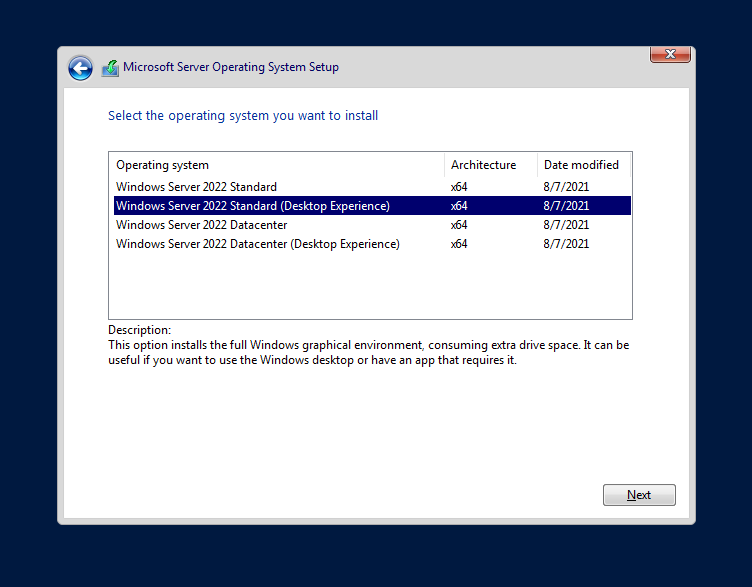 Microsoft Server Operating System Setup
Select the operating system you want to install
Operating system Architecture Date modified
Windows Server 2022 Standard x64 8/7/2021
Windows Server 2022 Standard (Desktop Experience) x64 8/7/2021
Windows Server 2022 Datacenter x64 8/7/2021
Windows Server 2022 Datacenter (Desktop Experience) x64 8/7/2021
Description:
This option installs the full Windows graphical environment, consuming extra drive space. It can be
useful if you want to use the Windows desktop or have an app that requires it.
Next